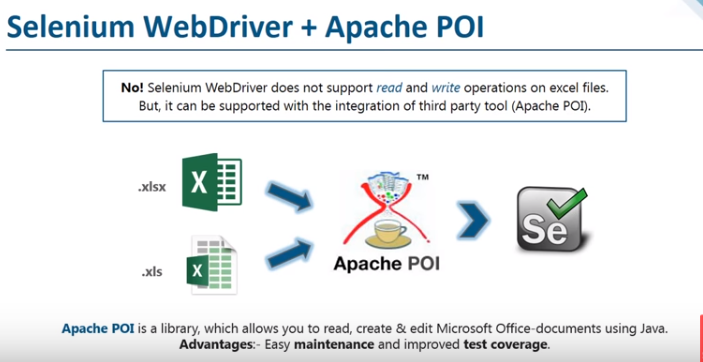 Selenium WebDriver + Apache POI
No! Selenium WebDriver does not support read and write operations on excel files.
But, it can be supported with the integration of third party tool (Apache POI).
.xlsx
X
TM
Se
Apache POI
.xls
X
Apache POI is a library, which allows you to read, create & edit Microsoft Office-documents using Java.
Advantages:- Easy maintenance and improved test coverage.